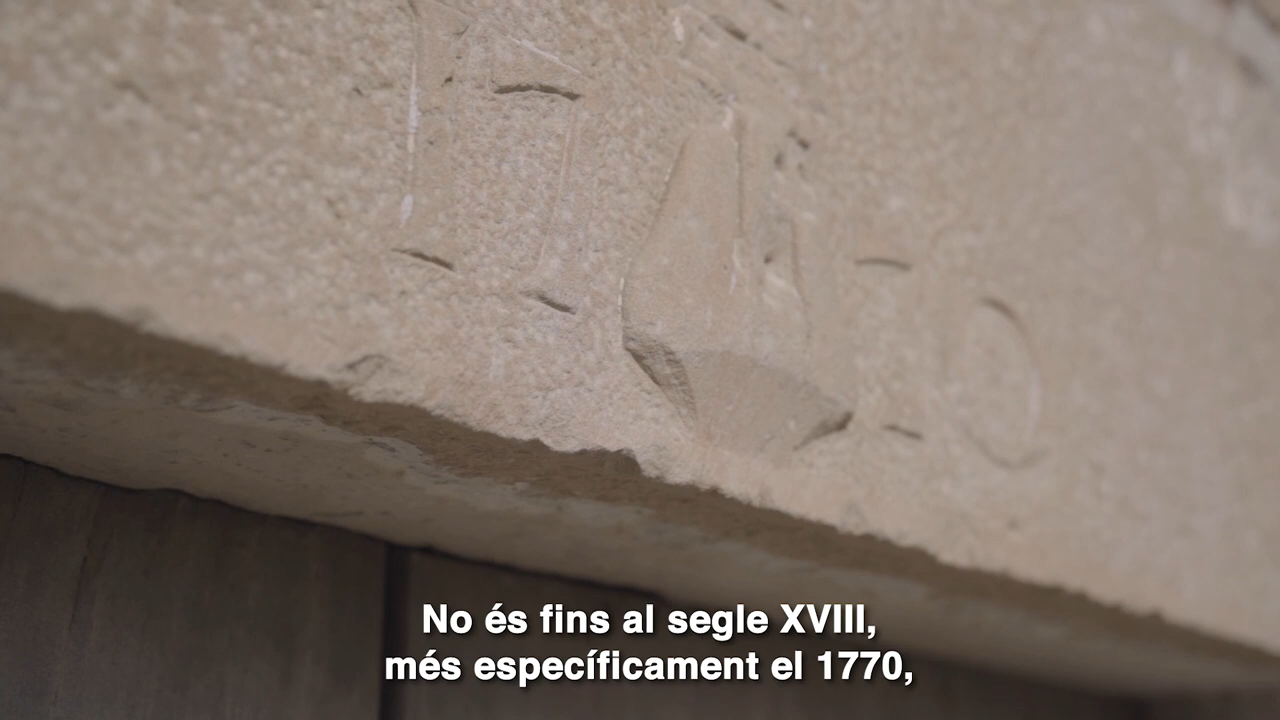 No és fins al segle XVIII,
més específicament el 1770,